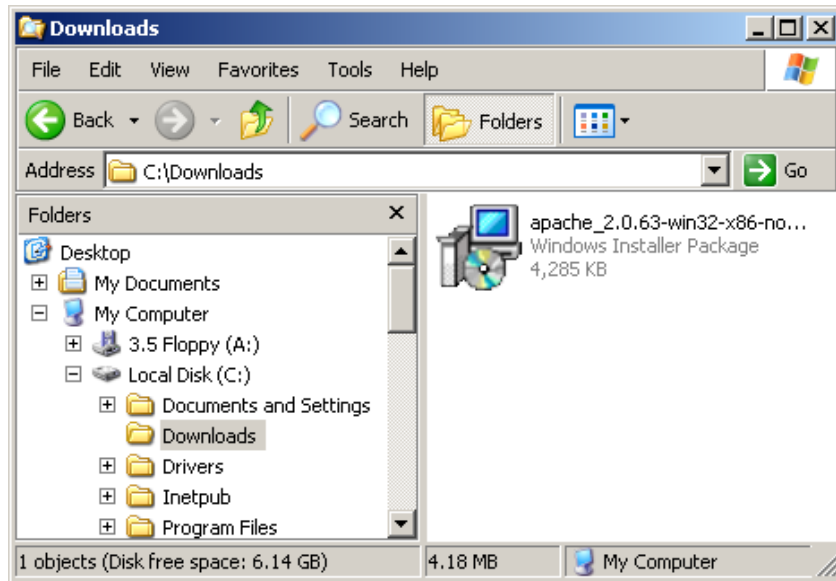 Downloads
File Edit View Favorites Tools Help
Back Search Folders
Address C:\Downloads Go
Folders
Desktop
My Documents
My Computer
3.5 Floppy (A:)
Local Disk (C:)
Documents and Settings
Downloads
Drivers
Inetpub
Program Files
apache_2.0.63-win32-x86-no...
Windows Installer Package
4,285 KB
1 objects (Disk free space: 6.14 GB) 4.18 MB My Computer